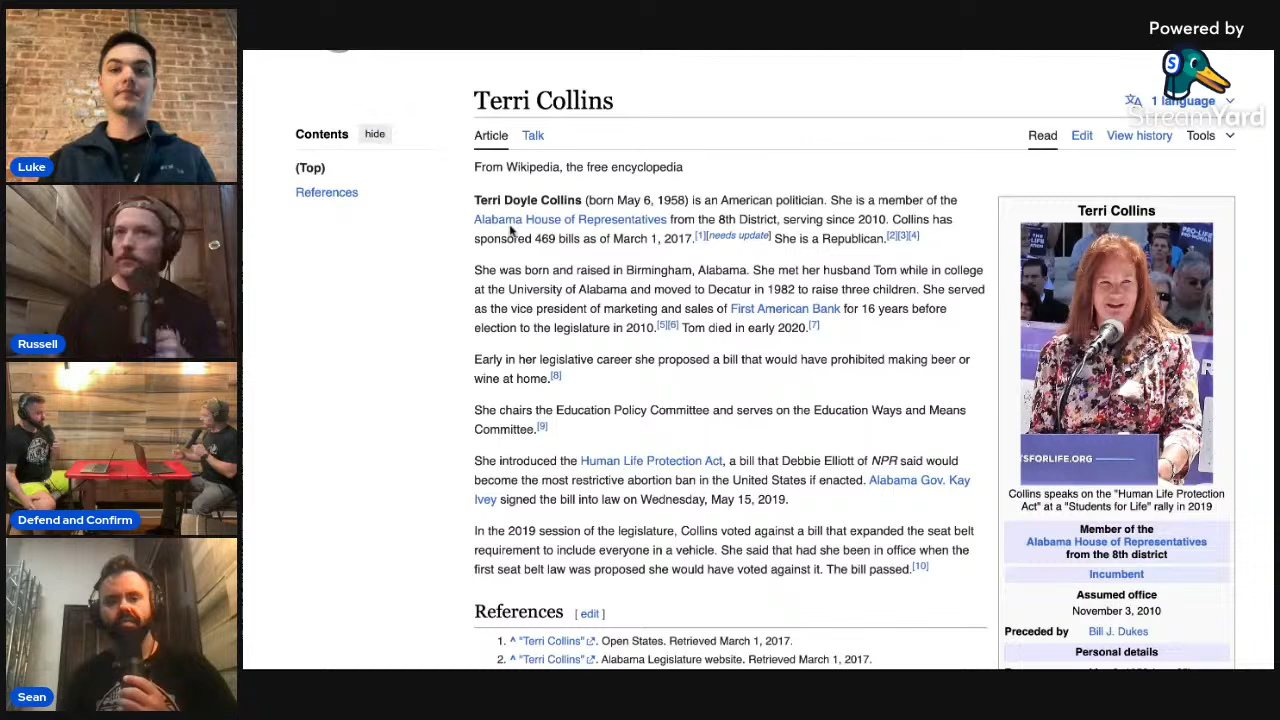 Powered by
StreamYard
Luke
Russell
Defend and Confirm
Sean
Contents hide
(Top)
References
Terri Collins
1 language
Article Talk
Read Edit View history Tools
From Wikipedia, the free encyclopedia
Terri Doyle Collins (born May 6, 1958) is an American politician. She is a member of the
Alabama House of Representatives from the 8th District, serving since 2010. Collins has
sponsored 469 bills as of March 1, 2017.[1][needs update] She is a Republican.[2][3][4]
She was born and raised in Birmingham, Alabama. She met her husband Tom while in college
at the University of Alabama and moved to Decatur in 1982 to raise three children. She served
as the vice president of marketing and sales of First American Bank for 16 years before
election to the legislature in 2010.[5][6] Tom died in early 2020.[7]
Early in her legislative career she proposed a bill that would have prohibited making beer or
wine at home.[8]
She chairs the Education Policy Committee and serves on the Education Ways and Means
Committee.[9]
She introduced the Human Life Protection Act, a bill that Debbie Elliott of NPR said would
become the most restrictive abortion ban in the United States if enacted. Alabama Gov. Kay
Ivey signed the bill into law on Wednesday, May 15, 2019.
In the 2019 session of the legislature, Collins voted against a bill that expanded the seat belt
requirement to include everyone in a vehicle. She said that had she been in office when the
first seat belt law was proposed she would have voted against it. The bill passed.[10]
References [ edit ]
1. ^ "Terri Collins". Open States. Retrieved March 1, 2017.
2. ^ "Terri Collins". Alabama Legislature website. Retrieved March 1, 2017.
Terri Collins
TSFORLIFE.ORG
Collins speaks on the "Human Life Protection
Act" at a "Students for Life" rally in 2019
Member of the
Alabama House of Representatives
from the 8th district
Incumbent
Assumed office
November 3, 2010
Preceded by Bill J. Dukes
Personal details